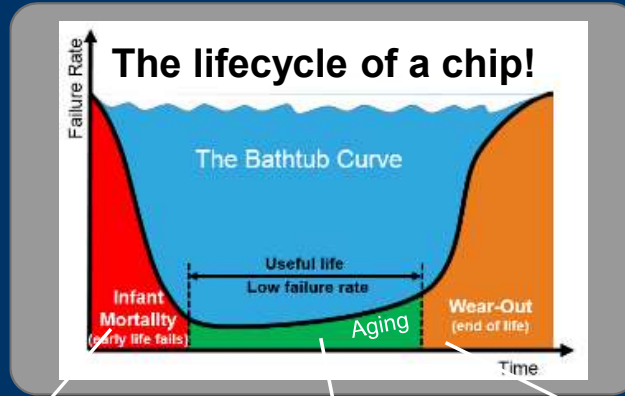 The lifecycle of a chip!
Failure Rate
The Bathtub Curve
Useful life
Low failure rate
Infant
Mortality
(early life fails)
Aging
Wear-Out
(end of life)
Time